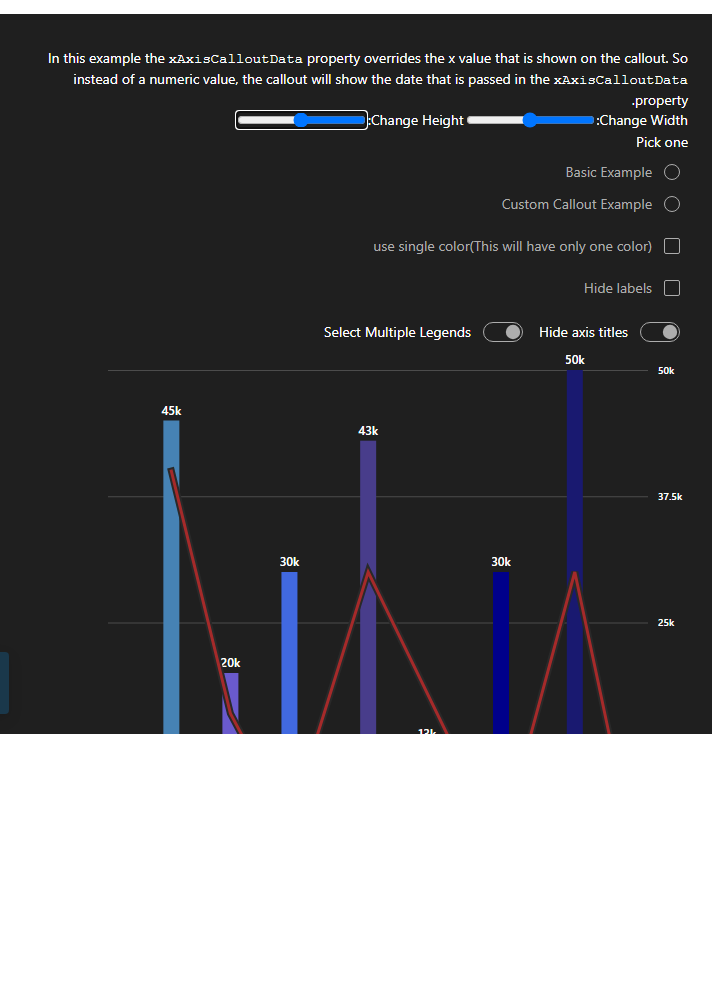 In this example the xAxisCalloutData property overrides the x value that is shown on the callout. So
instead of a numeric value, the callout will show the date that is passed in the xAxisCalloutData
.property
:Change Width :Change Height
Pick one
Basic Example
Custom Callout Example
use single color(This will have only one color)
Hide labels
Hide axis titles Select Multiple Legends
50k
50k
45k
43k
37.5k
30k
30k
25k
20k
12k